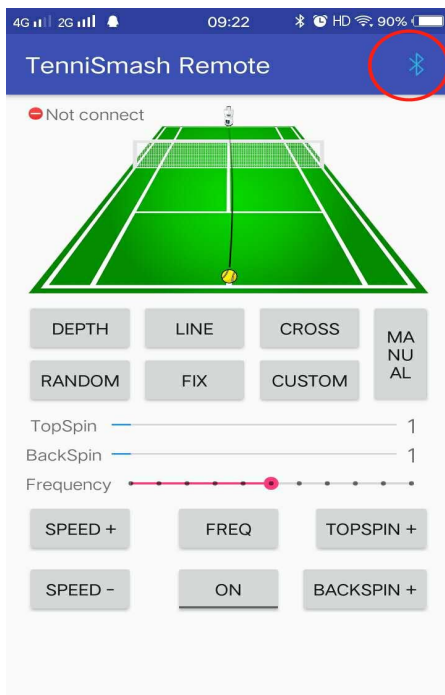 4G 2G 09:22 HD 90%
TenniSmash Remote
Not connect
DEPTH LINE CROSS MA
NU
AL
RANDOM FIX CUSTOM
TopSpin 1
BackSpin 1
Frequency
SPEED + FREQ TOPSPIN +
SPEED - ON BACKSPIN +